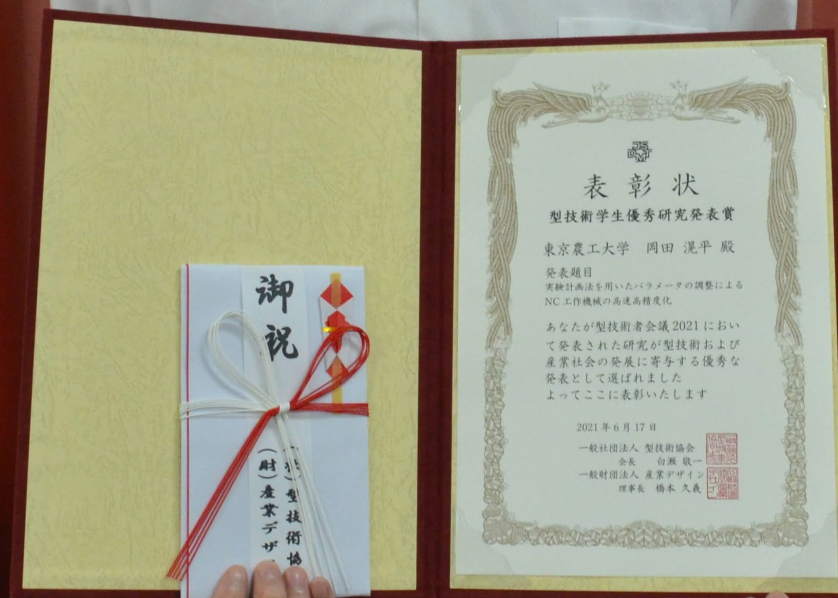 御祝
型技術協
(財)産業デザ
表彰状
型技術学生優秀研究発表賞
東京農工大学 岡田 滉平 殿
発表題目
実験計画法を用いたパラメータの調整による
NC工作機械の高速高精度化
あなたが型技術者会議2021におい
て発表された研究が型技術および
産業社会の発展に寄与する優秀な
発表として選ばれました
よってここに表彰いたします
2021年6月17日
一般社団法人 型技術協会
会長 白瀬 敬一
一般財団法人 産業デザイン
理事長 橋本 久義